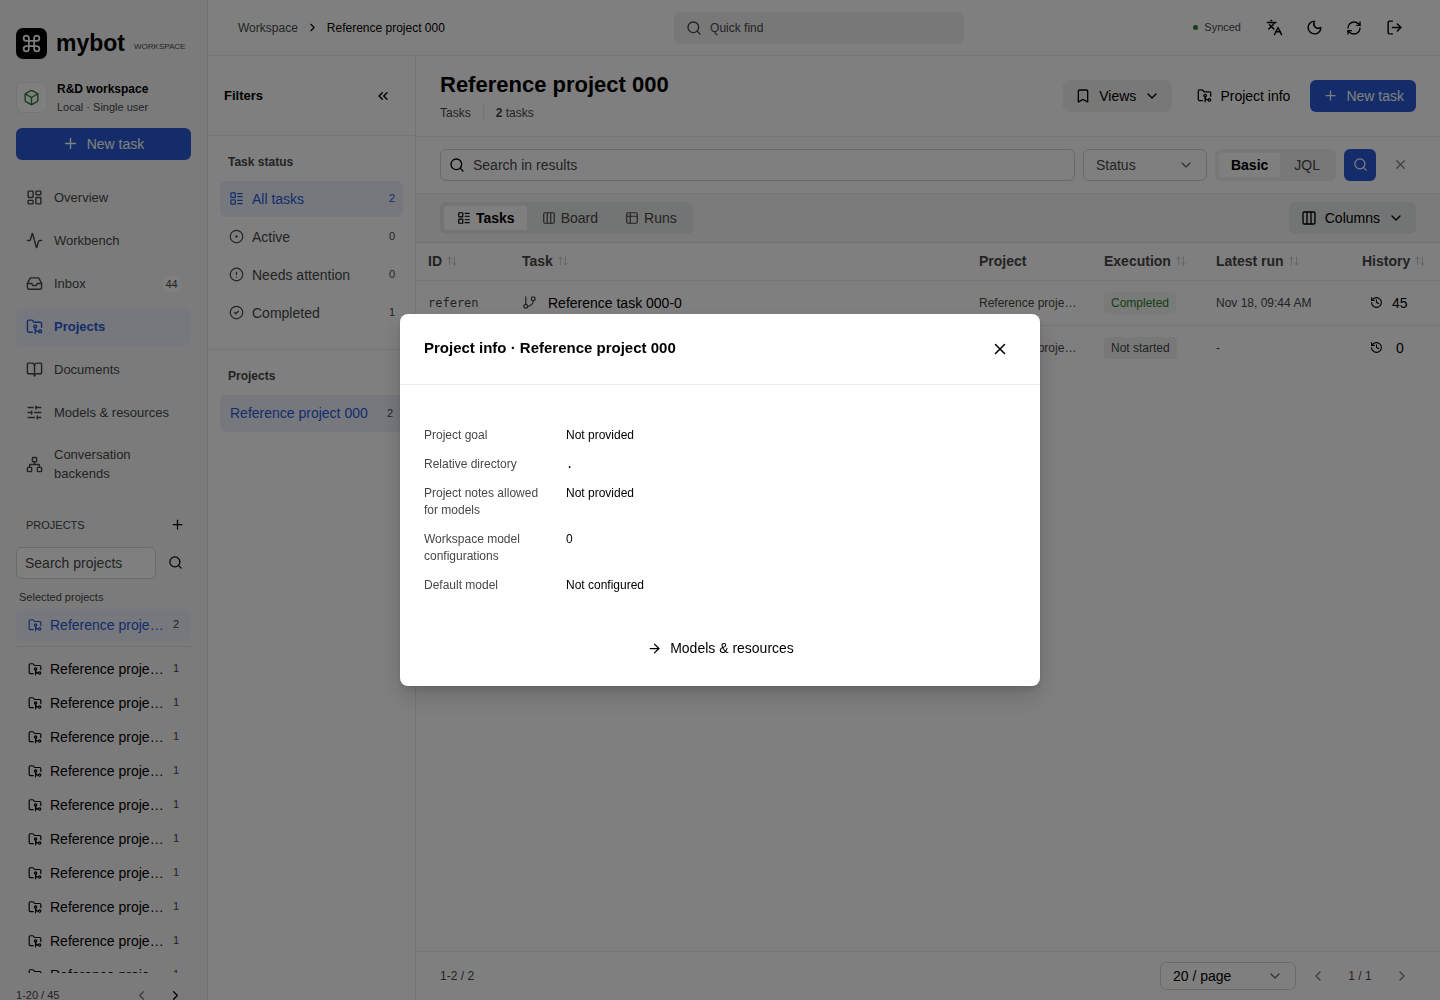 mybot WORKSPACE
R&D workspace
Local · Single user
New task
Overview
Workbench
Inbox 44
Projects
Documents
Models & resources
Conversation
backends
PROJECTS
Search projects
Selected projects
Reference proje… 2
Reference proje… 1
Reference proje… 1
Reference proje… 1
Reference proje… 1
Reference proje… 1
Reference proje… 1
Reference proje… 1
Reference proje… 1
Reference proje… 1
Reference proje… 1
1-20 / 45
Workspace Reference project 000
Quick find
Synced
Filters
Task status
All tasks 2
Active 0
Needs attention 0
Completed 1
Projects
Reference project 000 2
Reference project 000
Tasks 2 tasks
Views
Project info
New task
Search in results
Status
Basic JQL
Tasks Board Runs
Columns
ID Task Project Execution Latest run History
referen Reference task 000-0 Reference proje… Completed Nov 18, 09:44 AM 45
proje… Not started - 0
Project info · Reference project 000
Project goal Not provided
Relative directory .
Project notes allowed Not provided
for models
Workspace model 0
configurations
Default model Not configured
Models & resources
1-2 / 2
20 / page
1 / 1